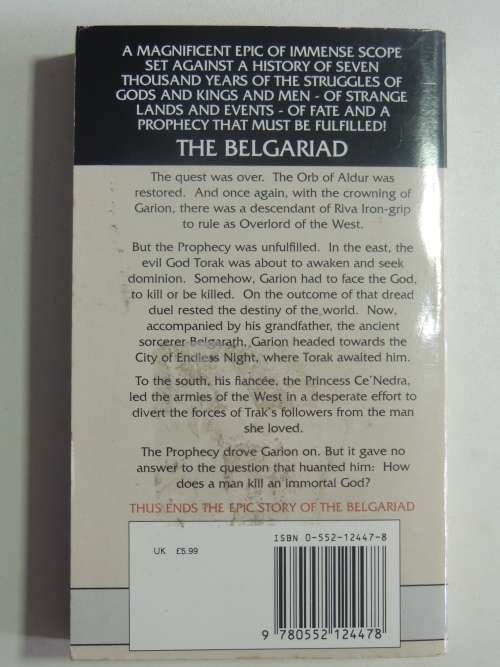 A MAGNIFICENT EPIC OF IMMENSE SCOPE
SET AGAINST A HISTORY OF SEVEN
THOUSAND YEARS OF THE STRUGGLES OF
GODS AND KINGS AND MEN - OF STRANGE
LANDS AND EVENTS - OF FATE AND A
PROPHECY THAT MUST BE FULFILLED!
THE BELGARIAD
The quest was over. The Orb of Aldur was
restored. And once again, with the crowning of
Garion, there was a descendant of Riva Iron-grip
to rule as Overlord of the West.
But the Prophecy was unfulfilled. In the east, the
evil God Torak was about to awaken and seek
dominion. Somehow, Garion had to face the God,
to kill or be killed. On the outcome of that dread
duel rested the destiny of the world. Now,
accompanied by his grandfather, the ancient
sorcerer Belgarath, Garion headed towards the
City of Endless Night, where Torak awaited him.
To the south, his fiancée, the Princess Ce'Nedra,
led the armies of the West in a desperate effort to
divert the forces of Trak's followers from the man
she loved.
The Prophecy drove Garion on. But it gave no
answer to the question that huanted him: How
does a man kill an immortal God?
THUS ENDS THE EPIC STORY OF THE BELGARIAD
ISBN 0-552-12447-8
UK £5.99
9 780552 124478